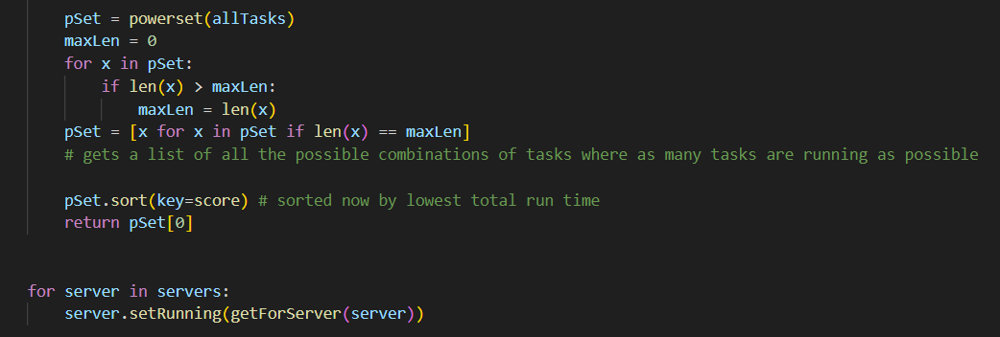 pSet = powerset(allTasks)
maxLen = 0
for x in pSet:
if len(x) > maxLen:
maxLen = len(x)
pSet = [x for x in pSet if len(x) == maxLen]
# gets a list of all the possible combinations of tasks where as many tasks are running as possible
pSet.sort(key=score) # sorted now by lowest total run time
return pSet[0]
for server in servers:
server.setRunning(getForServer(server))